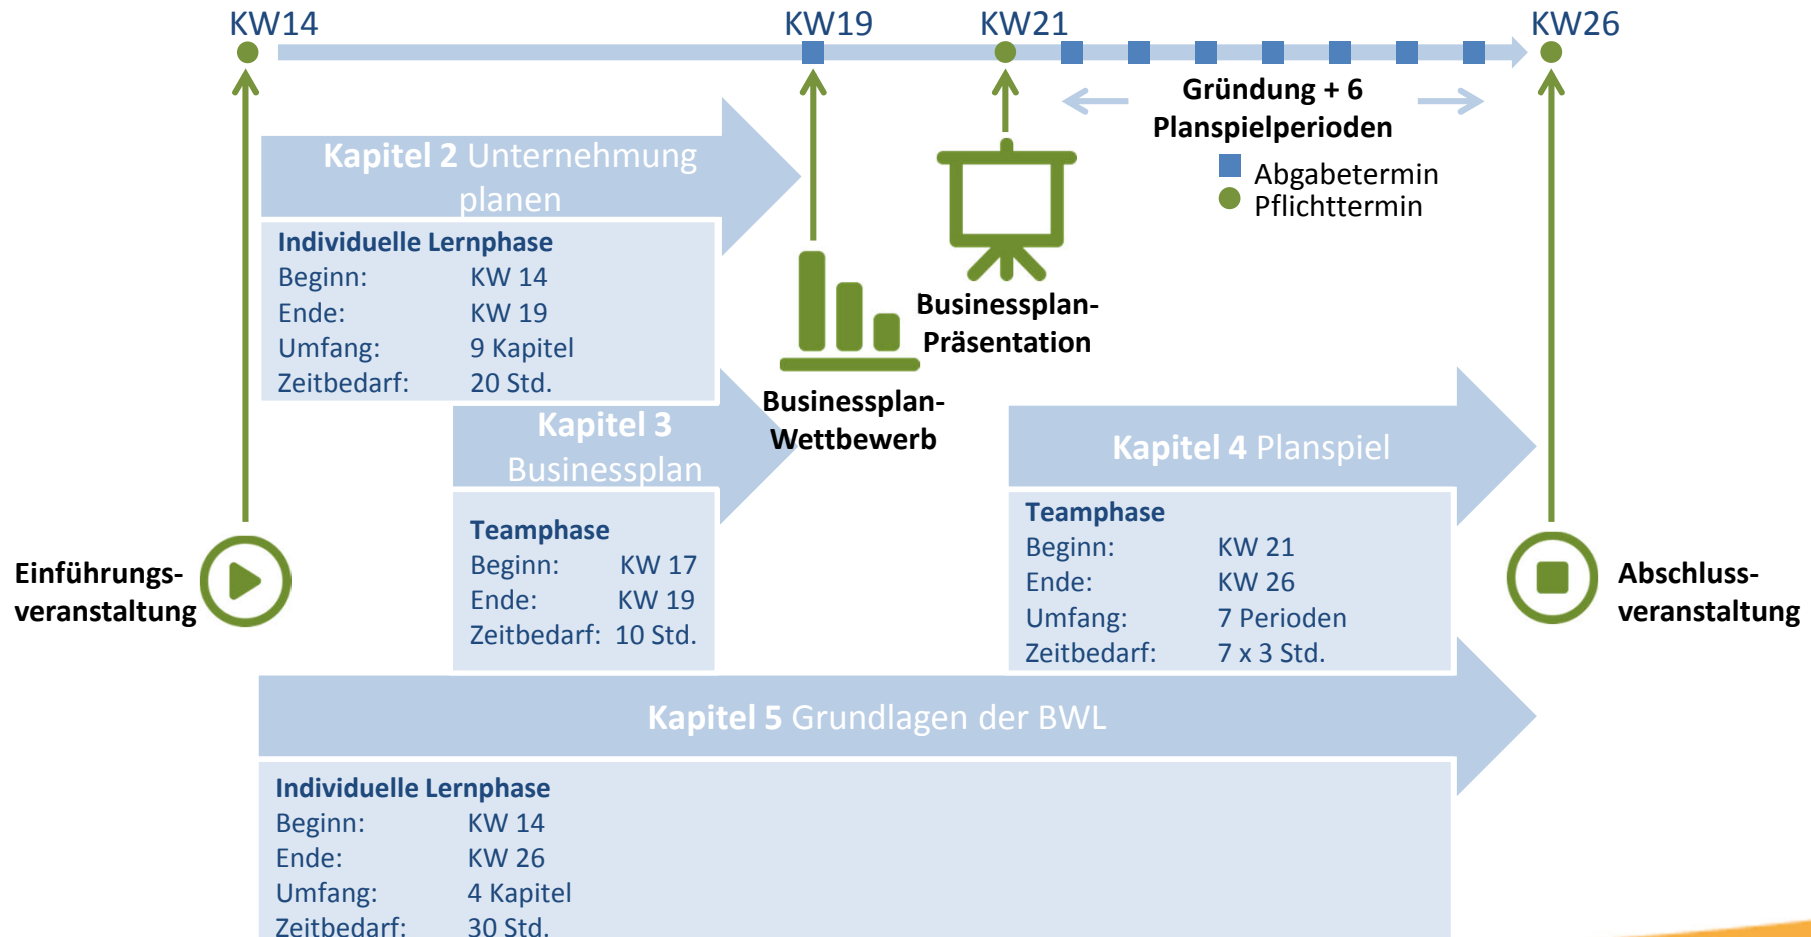 KW14
KW19
KW21
KW26
Gründung + 6
Planspielperioden
Abgabetermin
Pflichttermin
Kapitel 2 Unternehmung
planen
Individuelle Lernphase
Beginn: KW 14
Ende: KW 19
Umfang: 9 Kapitel
Zeitbedarf: 20 Std.
Businessplan-
Präsentation
Businessplan-
Wettbewerb
Kapitel 3
Businessplan
Teamphase
Beginn: KW 17
Ende: KW 19
Zeitbedarf: 10 Std.
Kapitel 4 Planspiel
Teamphase
Beginn: KW 21
Ende: KW 26
Umfang: 7 Perioden
Zeitbedarf: 7 x 3 Std.
Einführungs-
veranstaltung
Abschluss-
veranstaltung
Kapitel 5 Grundlagen der BWL
Individuelle Lernphase
Beginn: KW 14
Ende: KW 26
Umfang: 4 Kapitel
Zeitbedarf: 30 Std.